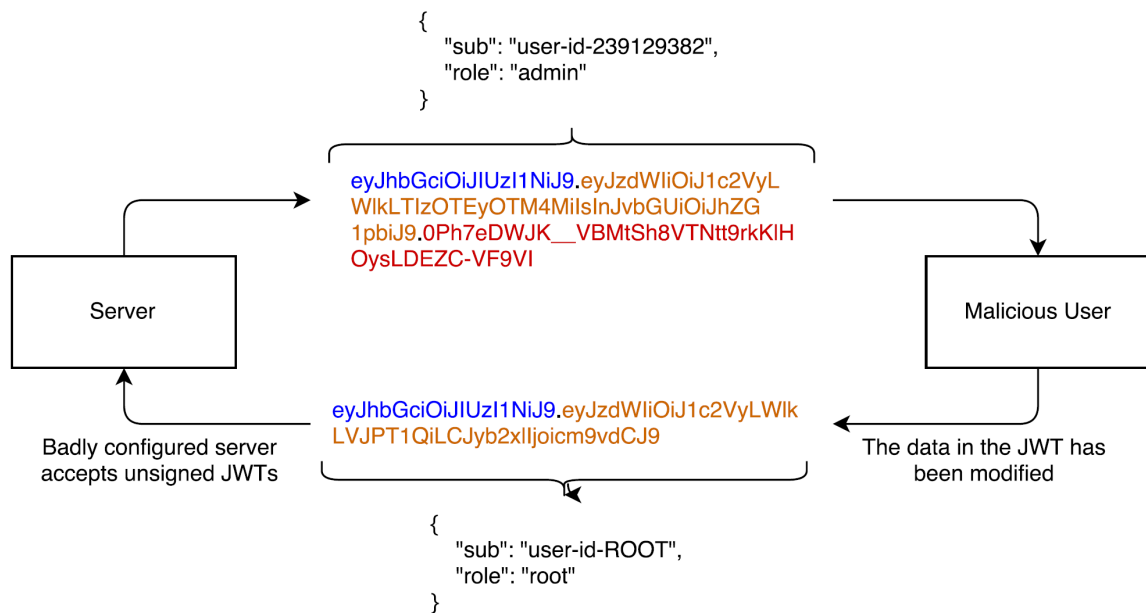 {
"sub": "user-id-239129382",
"role": "admin"
}
eyJhbGciOiJIUzI1NiJ9.eyJzdWIiOiJ1c2VyL
WlkLTIzOTEyOTM4MiIsInJvbGUiOiJhZG
1pbiJ9.0Ph7eDWJK__VBMtSh8VTNtt9rkKlH
OysLDEZC-VF9VI
Server
Malicious User
eyJhbGciOiJIUzI1NiJ9.eyJzdWIiOiJ1c2VyLWlk
LVJPT1QiLCJyb2xlIjoicm9vdCJ9
Badly configured server
accepts unsigned JWTs
The data in the JWT has
been modified
{
"sub": "user-id-ROOT",
"role": "root"
}